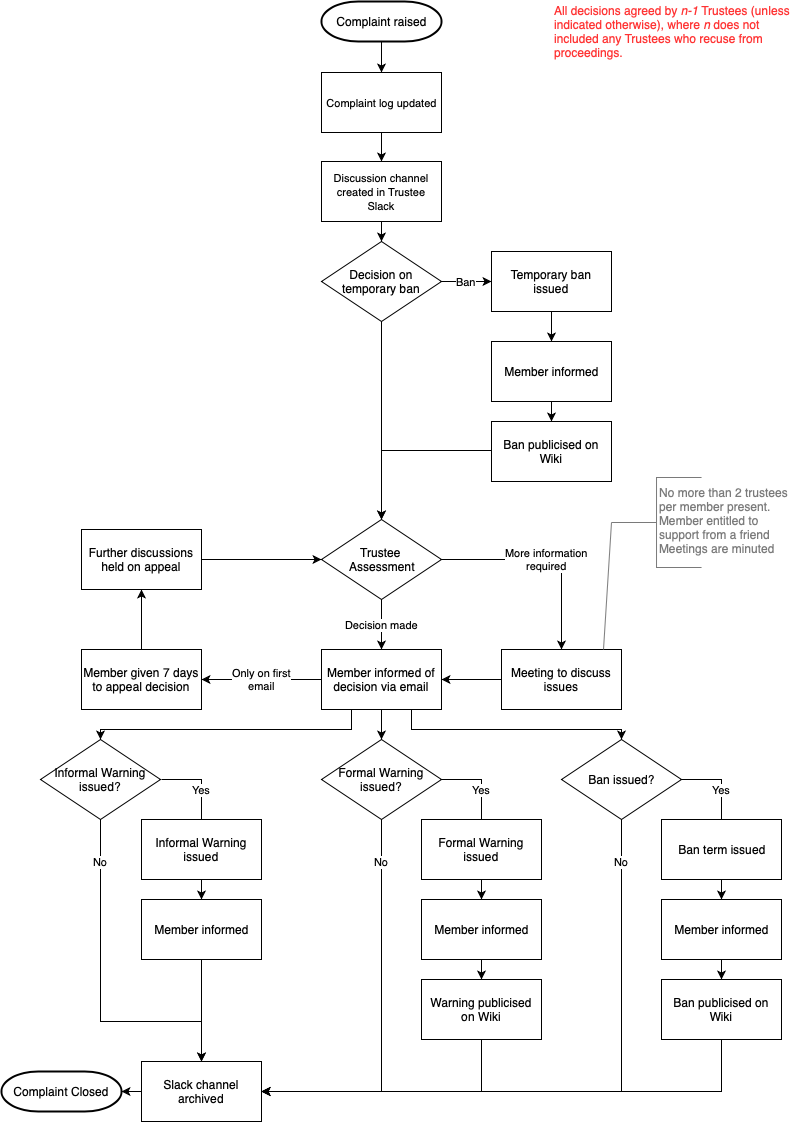 Complaint raised
All decisions agreed by n-1 Trustees (unless
indicated otherwise), where n does not
included any Trustees who recuse from
proceedings.
Complaint log updated
Discussion channel
created in Trustee
Slack
Decision on
temporary ban
Ban
Temporary ban
issued
Member informed
Ban publicised on
Wiki
No more than 2 trustees
per member present.
Member entitled to
support from a friend
Meetings are minuted
Further discussions
held on appeal
Trustee
Assessment
More information
required
Decision made
Member given 7 days
to appeal decision
Only on first
email
Member informed of
decision via email
Meeting to discuss
issues
Informal Warning
issued?
Yes
No
Formal Warning
issued?
Yes
No
Ban issued?
Yes
No
Informal Warning
issued
Formal Warning
issued
Ban term issued
Member informed
Member informed
Member informed
Warning publicised
on Wiki
Ban publicised on
Wiki
Complaint Closed
Slack channel
archived